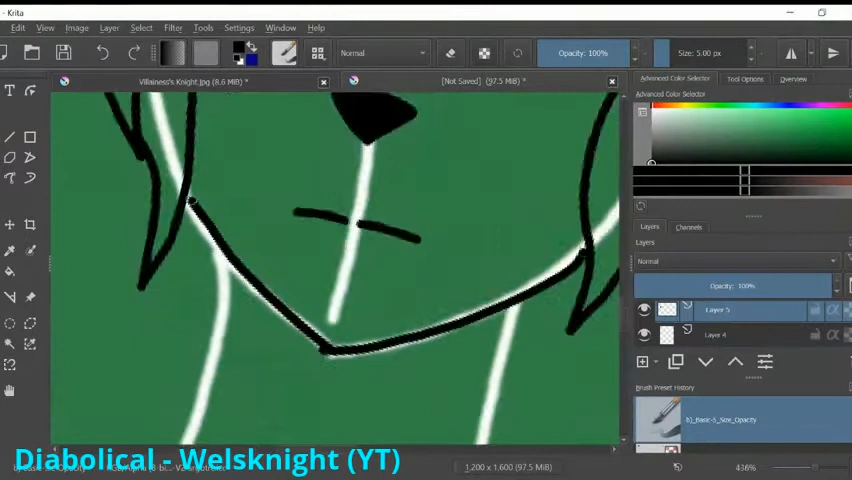 - Krita
File Edit View Image Layer Select Filter Tools Settings Window Help
Normal Opacity: 100% Size: 5.00 px
Villainess's Knight.jpg (8.6 MiB) * [Not Saved] (97.5 MiB) * Advanced Color Selector Tool Options Overview
Advanced Color Selector
Layers Channels
Layers
Normal
Opacity: 100%
Layer 5
Layer 4
Brush Preset History
b)_Basic-5_Size_Opacity
Diabolical - Welsknight (YT)
1,200 x 1,600 (97.5 MiB) 436%